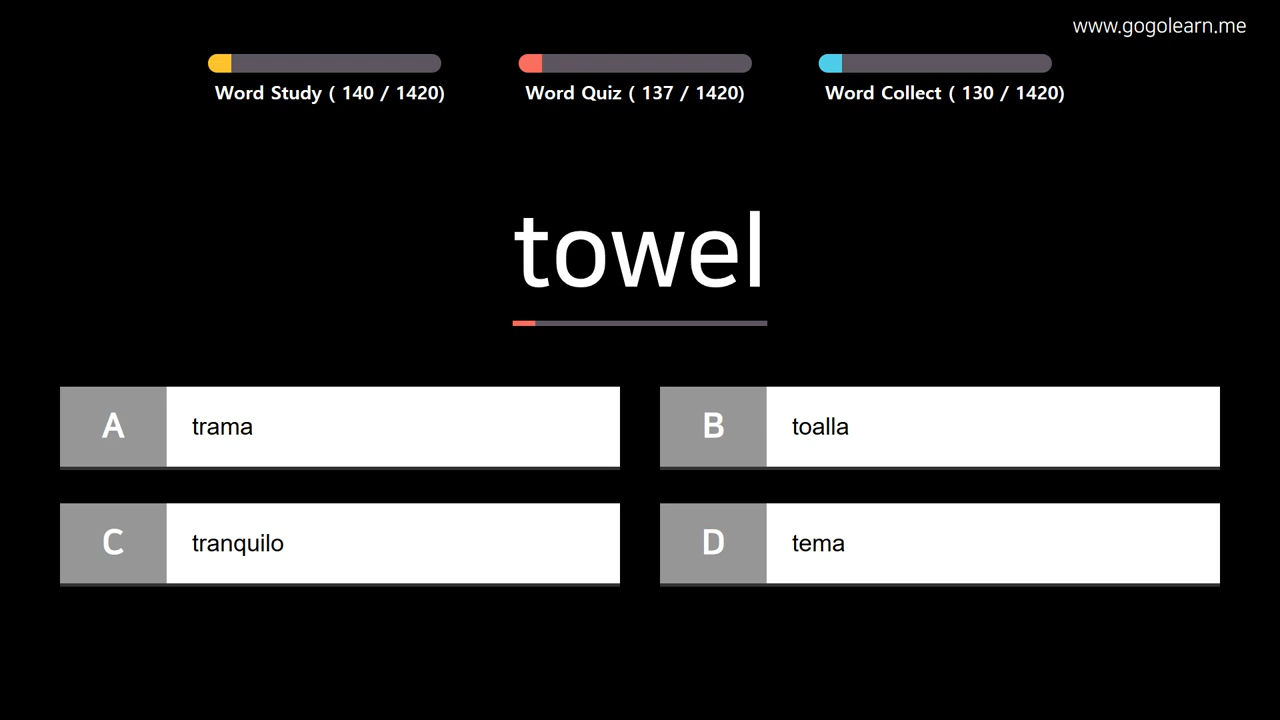 www.gogolearn.me
Word Study ( 140 / 1420)
Word Quiz ( 137 / 1420)
Word Collect ( 130 / 1420)
towel
A trama
B toalla
C tranquilo
D tema